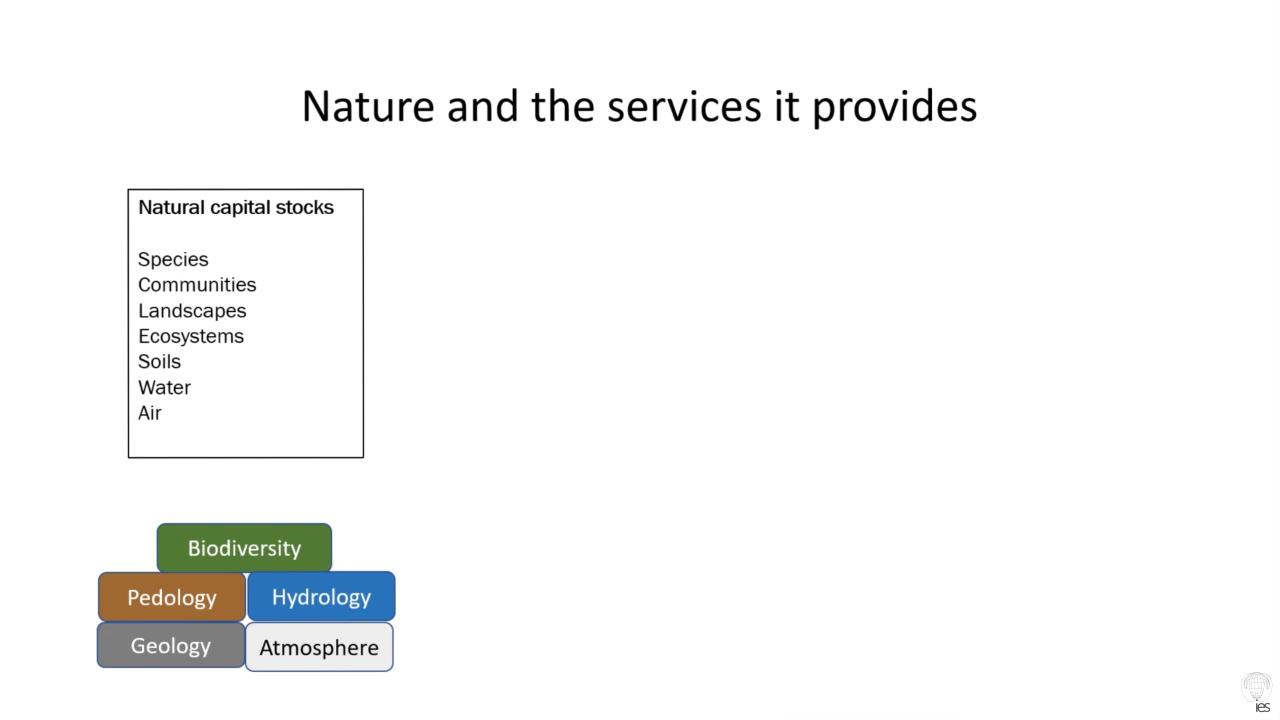 Nature and the services it provides
Natural capital stocks
Species
Communities
Landscapes
Ecosystems
Soils
Water
Air
Biodiversity
Pedology
Hydrology
Geology
Atmosphere
ies